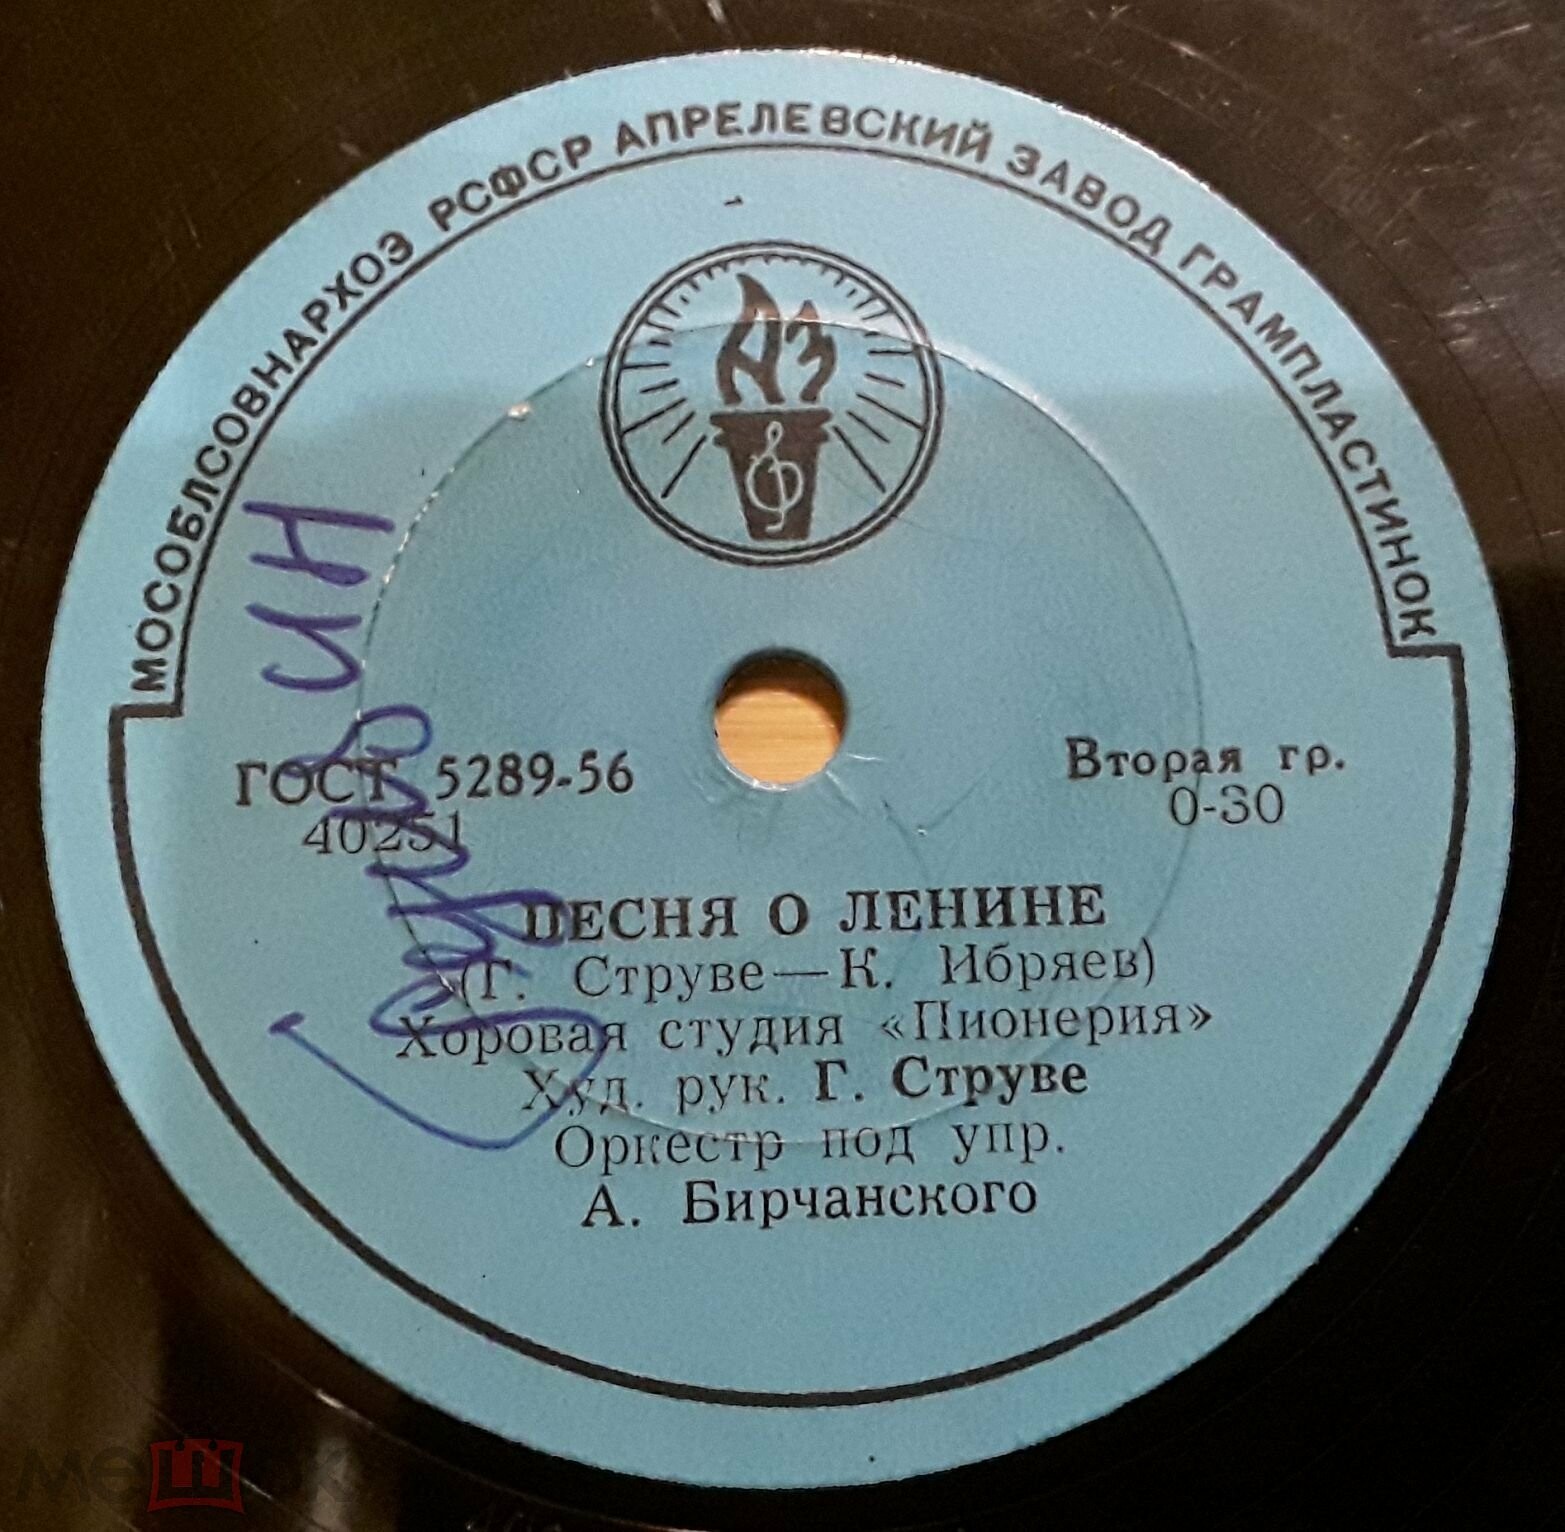 МОСОБЛСОВНАРХОЗ РСФСР АПРЕЛЕВСКИЙ ЗАВОД ГРАМПЛАСТИНОК
АЗ
ГОСТ 5289-56
40251
Вторая гр.
0-30
ПЕСНЯ О ЛЕНИНЕ
(Г. Струве—К. Ибряев)
Хоровая студия «Пионерия»
Худ. рук. Г. Струве
Оркестр под упр.
А. Бирчанского
мешок